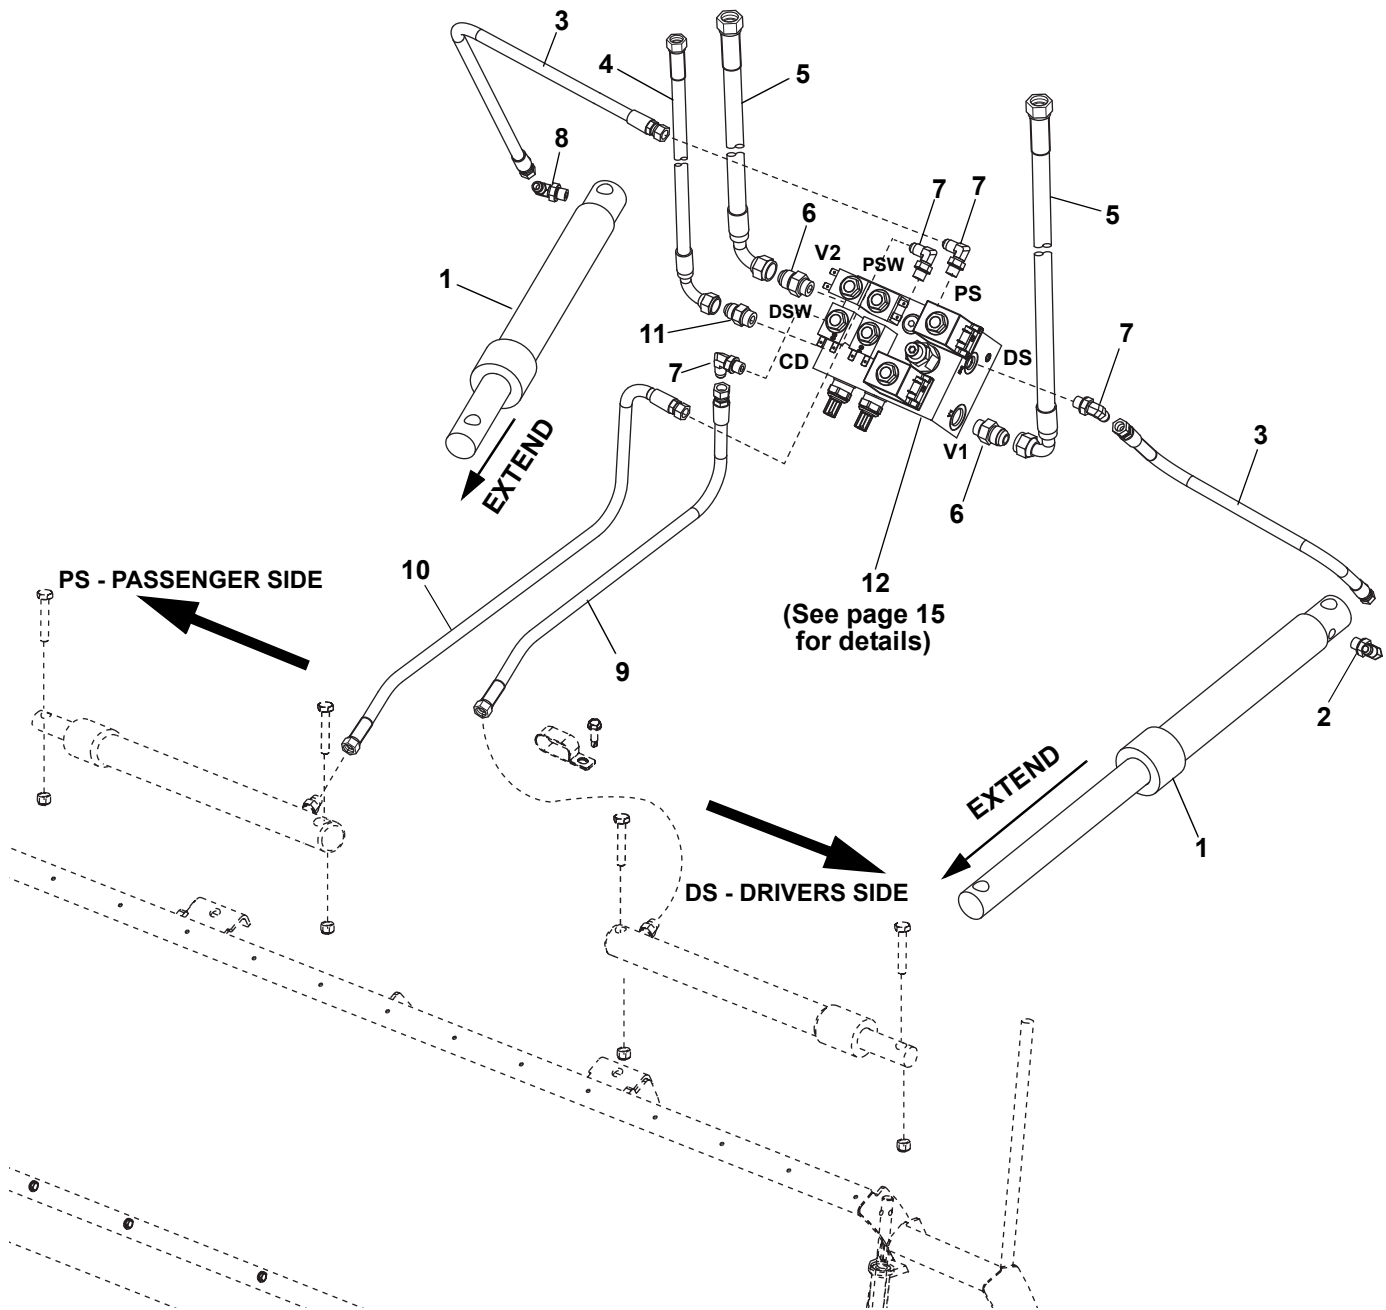 3
4
5
8
7
7
6
5
V2
PSW
1
PS
DSW
11
7
CD
DS
7
EXTEND
V1
3
6
PS - PASSENGER SIDE
10
12
(See page 15
for details)
9
2
EXTEND
1
DS - DRIVERS SIDE